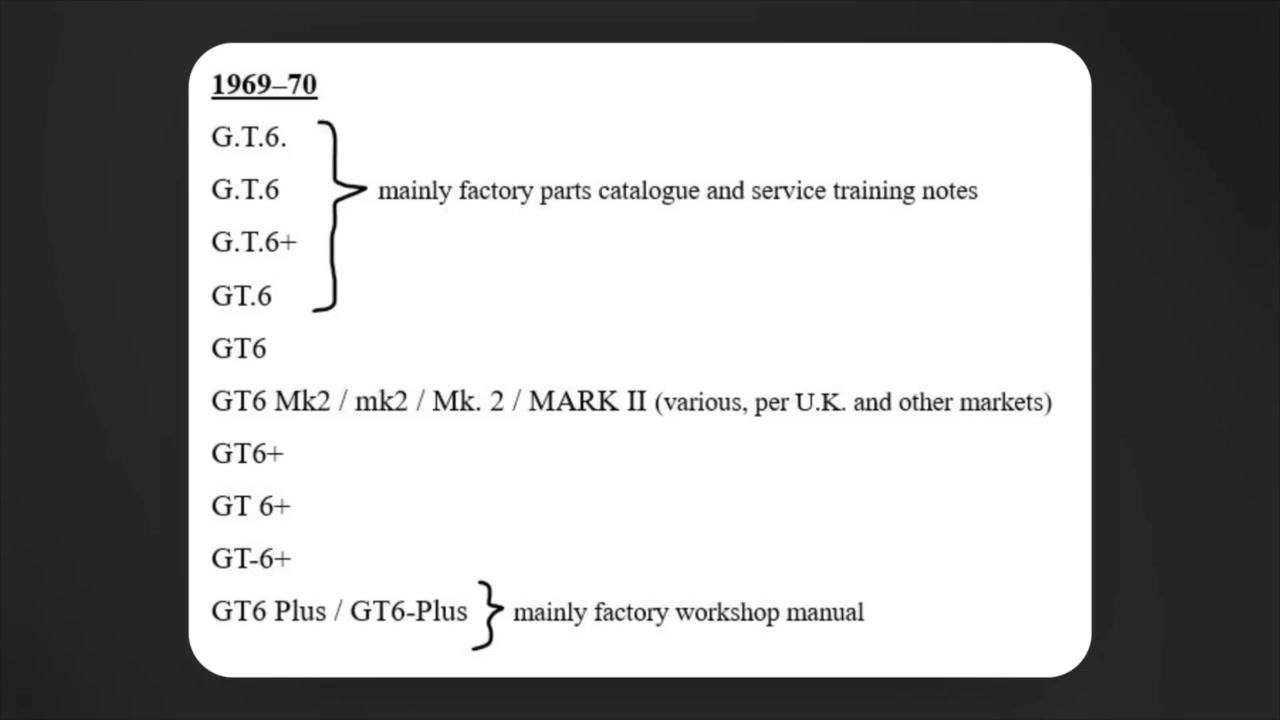 1969–70
G.T.6.
G.T.6
mainly factory parts catalogue and service training notes
G.T.6+
GT.6
GT6
GT6 Mk2 / mk2 / Mk. 2 / MARK II (various, per U.K. and other markets)
GT6+
GT 6+
GT-6+
GT6 Plus / GT6-Plus mainly factory workshop manual